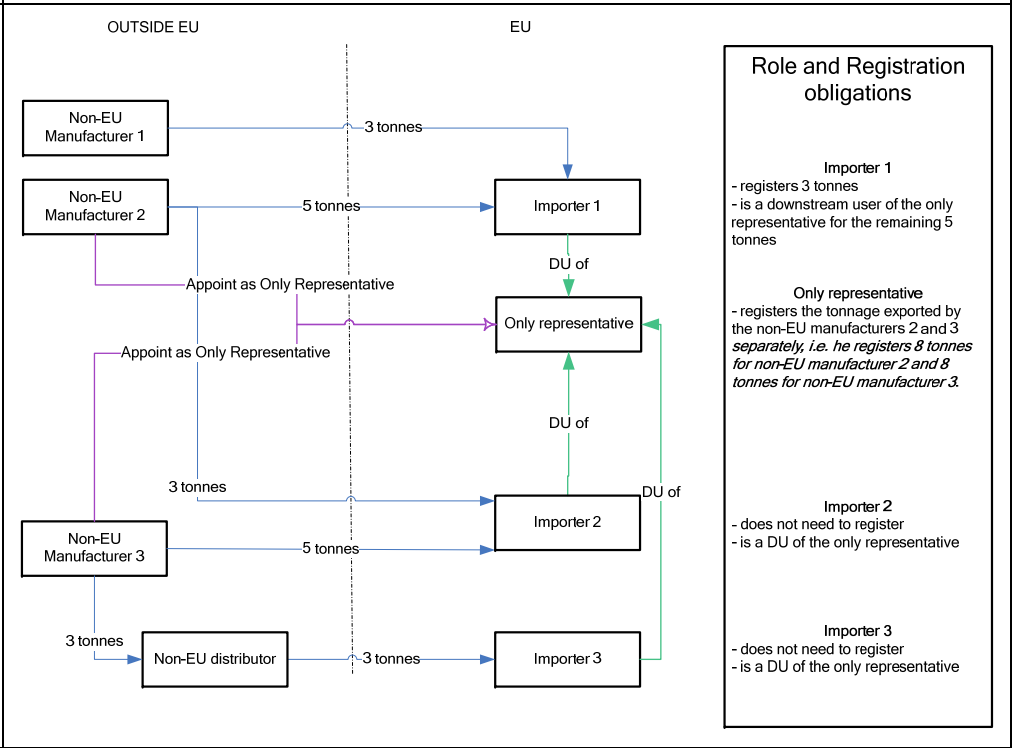 OUTSIDE EU
EU
Role and Registration
obligations
Non-EU
Manufacturer 1
3 tonnes
Non-EU
Manufacturer 2
5 tonnes
Importer 1
DU of
Appoint as Only Representative
Only representative
Appoint as Only Representative
DU of
3 tonnes
DU of
Importer 2
Non-EU
Manufacturer 3
5 tonnes
3 tonnes
Non-EU distributor
3 tonnes
Importer 3
Importer 1
- registers 3 tonnes
- is a downstream user of the only
representative for the remaining 5
tonnes
Only representative
- registers the tonnage exported by
the non-EU manufacturers 2 and 3
separately, i.e. he registers 8 tonnes
for non-EU manufacturer 2 and 8
tonnes for non-EU manufacturer 3.
Importer 2
- does not need to register
- is a DU of the only representative
Importer 3
- does not need to register
- is a DU of the only representative